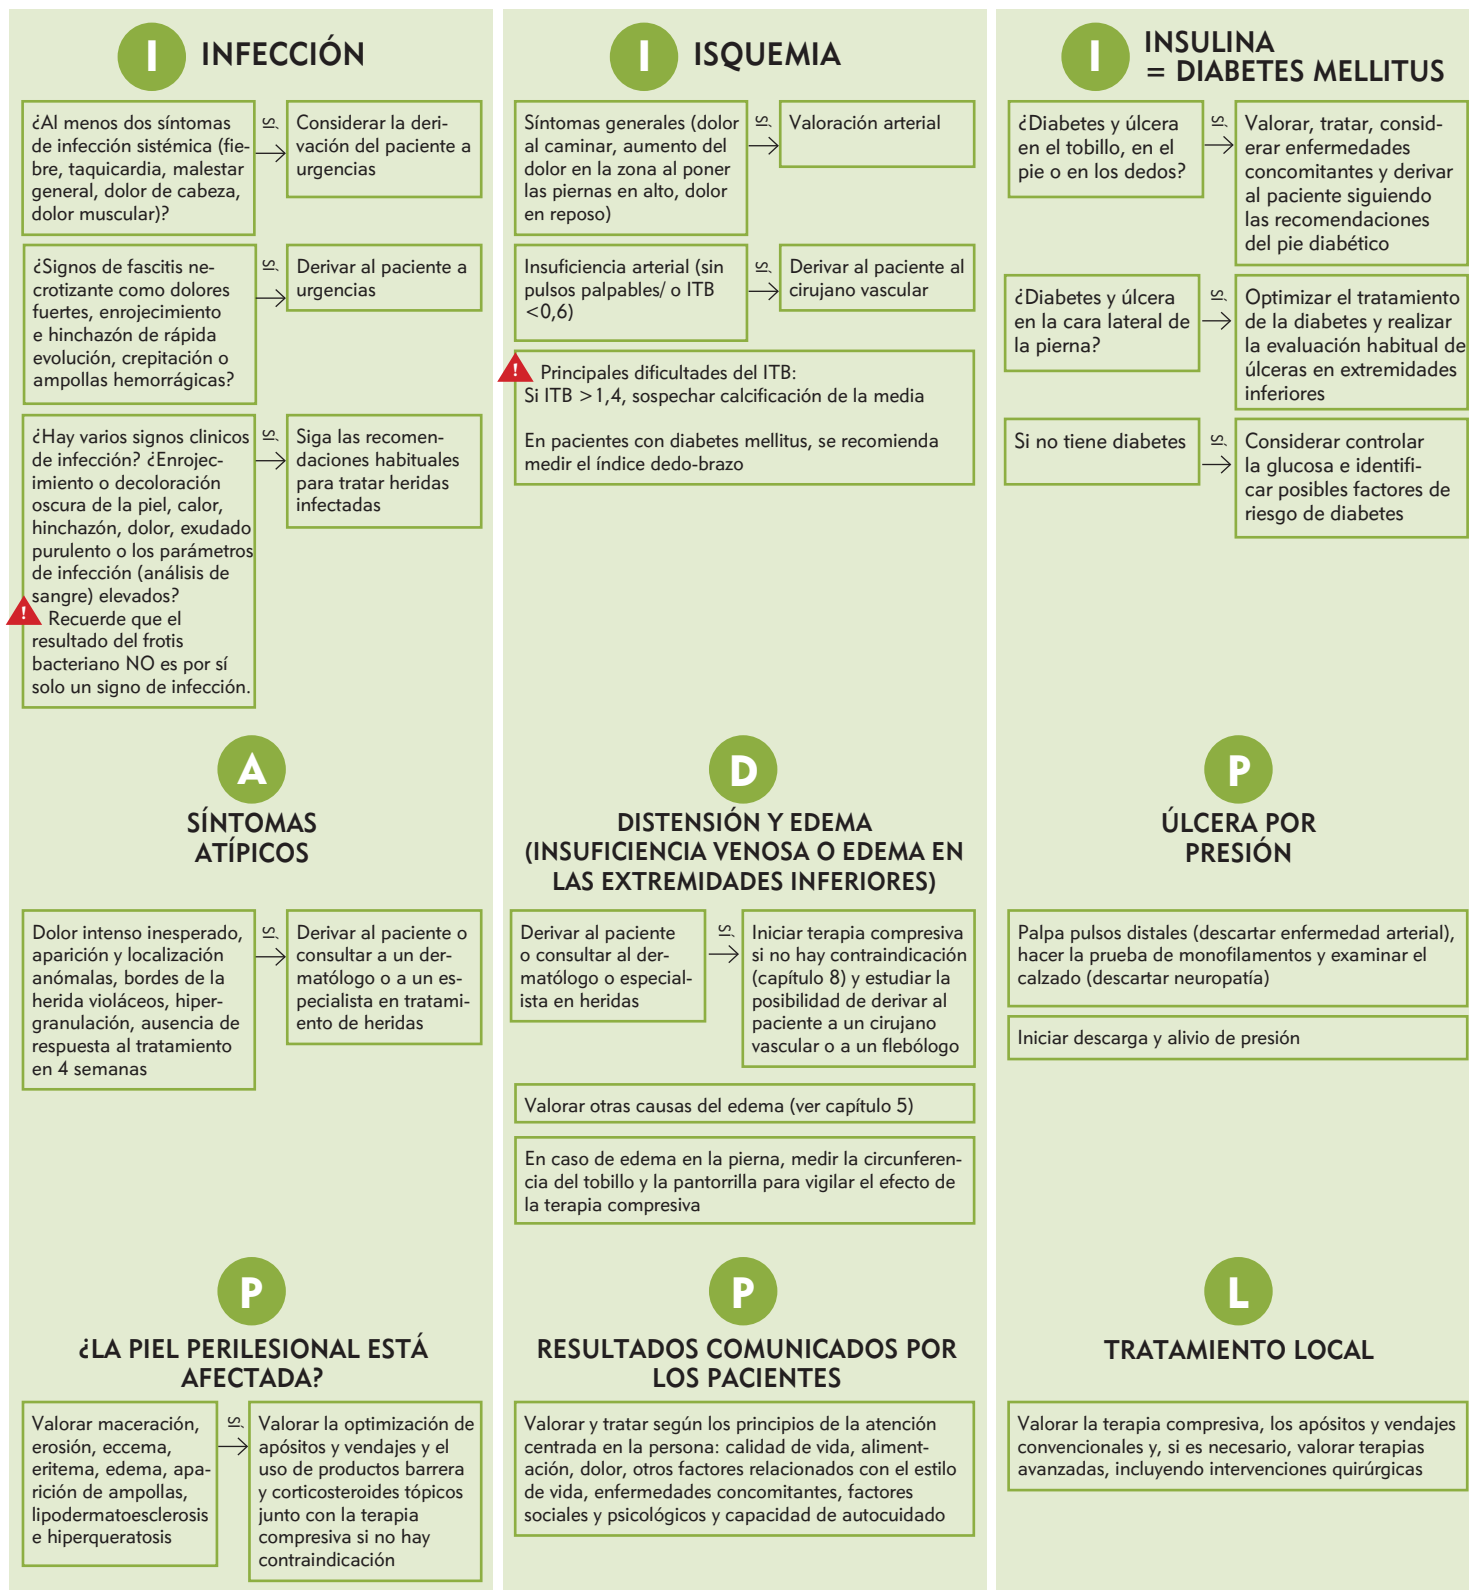 I INFECCIÓN
¿Al menos dos síntomas
de infección sistémica (fie-
bre, taquicardia, malestar
general, dolor de cabeza,
dolor muscular)?
SÍ
Considerar la deri-
vación del paciente a
urgencias
¿Signos de fascitis ne-
crotizante como dolores
fuertes, enrojecimiento
e hinchazón de rápida
evolución, crepitación o
ampollas hemorrágicas?
SÍ
Derivar al paciente a
urgencias
¿Hay varios signos clinicos
de infección? ¿Enrojec-
imiento o decoloración
oscura de la piel, calor,
hinchazón, dolor, exudado
purulento o los parámetros
de infección (análisis de
sangre) elevados?
! Recuerde que el
resultado del frotis
bacteriano NO es por sí
solo un signo de infección.
SÍ
Siga las recomen-
daciones habituales
para tratar heridas
infectadas
I ISQUEMIA
Síntomas generales (dolor
al caminar, aumento del
dolor en la zona al poner
las piernas en alto, dolor
en reposo)
SÍ
Valoración arterial
Insuficiencia arterial (sin
pulsos palpables/ o ITB
<0,6)
SÍ
Derivar al paciente al
cirujano vascular
! Principales dificultades del ITB:
Si ITB >1,4, sospechar calcificación de la media
En pacientes con diabetes mellitus, se recomienda
medir el índice dedo-brazo
I INSULINA
= DIABETES MELLITUS
¿Diabetes y úlcera
en el tobillo, en el
pie o en los dedos?
SÍ
Valorar, tratar, consid-
erar enfermedades
concomitantes y derivar
al paciente siguiendo
las recomendaciones
del pie diabético
¿Diabetes y úlcera
en la cara lateral de
la pierna?
SÍ
Optimizar el tratamiento
de la diabetes y realizar
la evaluación habitual de
úlceras en extremidades
inferiores
Si no tiene diabetes
SÍ
Considerar controlar
la glucosa e identifi-
car posibles factores de
riesgo de diabetes
A
SÍNTOMAS
ATÍPICOS
Dolor intenso inesperado,
aparición y localización
anómalas, bordes de la
herida violáceos, hiper-
granulación, ausencia de
respuesta al tratamiento
en 4 semanas
SÍ
Derivar al paciente o
consultar a un der-
matólogo o a un es-
pecialista en tratami-
ento de heridas
D
DISTENSIÓN Y EDEMA
(INSUFICIENCIA VENOSA O EDEMA EN
LAS EXTREMIDADES INFERIORES)
Derivar al paciente
o consultar al der-
matólogo o especial-
ista en heridas
SÍ
Iniciar terapia compresiva
si no hay contraindicación
(capítulo 8) y estudiar la
posibilidad de derivar al
paciente a un cirujano
vascular o a un flebólogo
Valorar otras causas del edema (ver capítulo 5)
En caso de edema en la pierna, medir la circunferen-
cia del tobillo y la pantorrilla para vigilar el efecto de
la terapia compresiva
P
ÚLCERA POR
PRESIÓN
Palpa pulsos distales (descartar enfermedad arterial),
hacer la prueba de monofilamentos y examinar el
calzado (descartar neuropatía)
Iniciar descarga y alivio de presión
P
¿LA PIEL PERILESIONAL ESTÁ
AFECTADA?
Valorar maceración,
erosión, eccema,
eritema, edema, apa-
rición de ampollas,
lipodermatoesclerosis
e hiperqueratosis
SÍ
Valorar la optimización de
apósitos y vendajes y el
uso de productos barrera
y corticosteroides tópicos
junto con la terapia
compresiva si no hay
contraindicación
P
RESULTADOS COMUNICADOS POR
LOS PACIENTES
Valorar y tratar según los principios de la atención
centrada en la persona: calidad de vida, aliment-
ación, dolor, otros factores relacionados con el estilo
de vida, enfermedades concomitantes, factores
sociales y psicológicos y capacidad de autocuidado
L
TRATAMIENTO LOCAL
Valorar la terapia compresiva, los apósitos y vendajes
convencionales y, si es necesario, valorar terapias
avanzadas, incluyendo intervenciones quirúrgicas